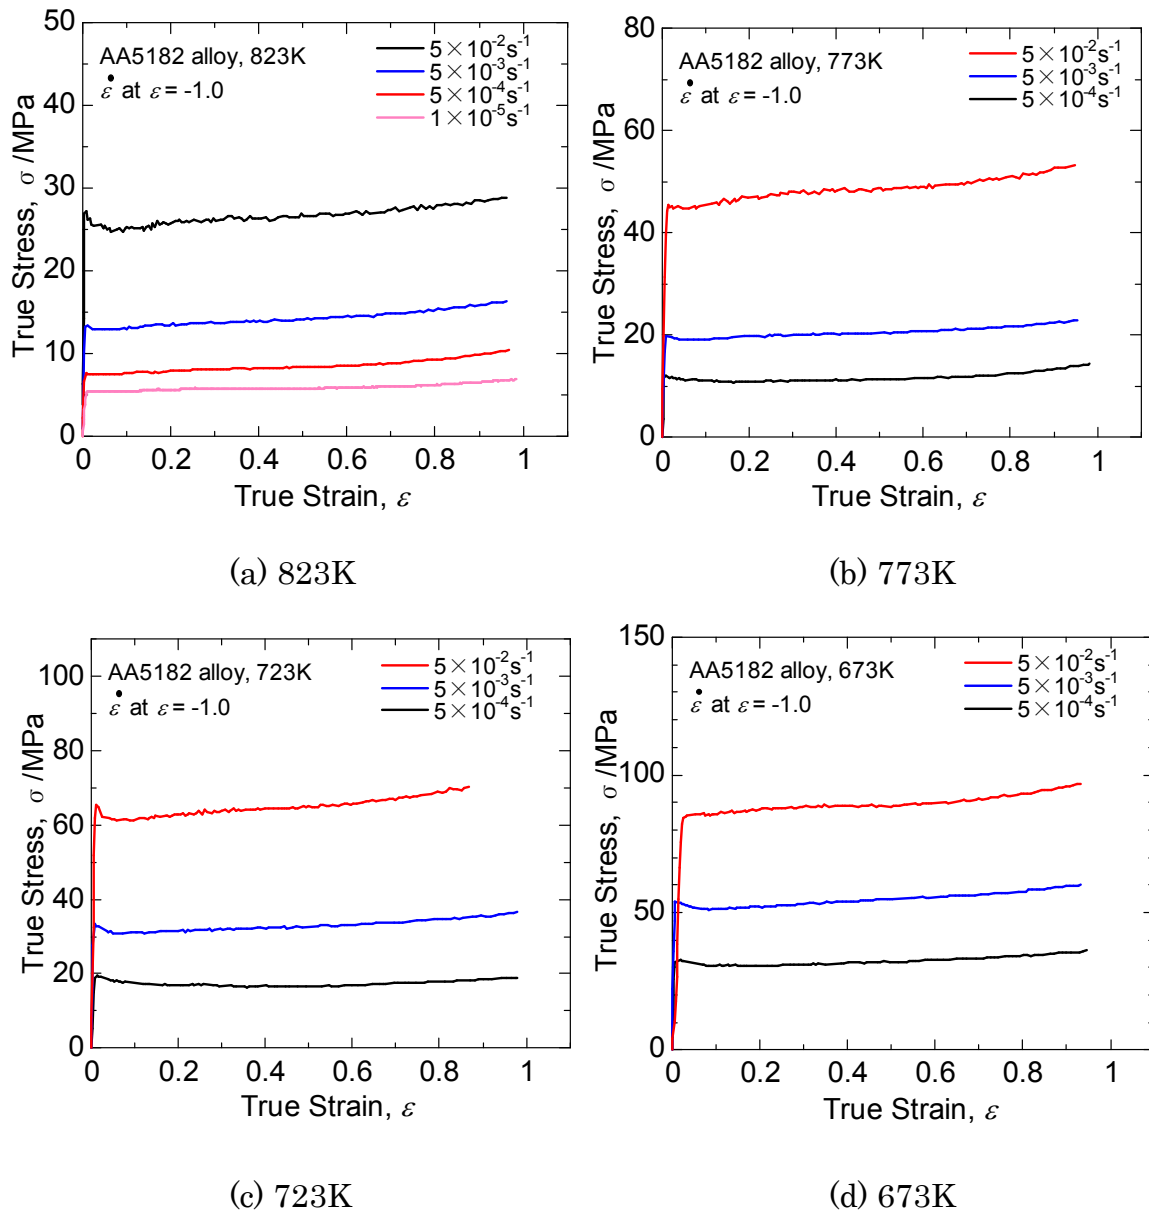 AA5182 alloy, 823K
ε̇ at ε = -1.0
5×10⁻²s⁻¹
5×10⁻³s⁻¹
5×10⁻⁴s⁻¹
1×10⁻⁵s⁻¹
50
40
30
20
10
0
True Stress, σ /MPa
0 0.2 0.4 0.6 0.8 1
True Strain, ε
(a) 823K
AA5182 alloy, 773K
ε̇ at ε = -1.0
5×10⁻²s⁻¹
5×10⁻³s⁻¹
5×10⁻⁴s⁻¹
80
60
40
20
0
True Stress, σ /MPa
0 0.2 0.4 0.6 0.8 1
True Strain, ε
(b) 773K
AA5182 alloy, 723K
ε̇ at ε = -1.0
5×10⁻²s⁻¹
5×10⁻³s⁻¹
5×10⁻⁴s⁻¹
100
80
60
40
20
0
True Stress, σ /MPa
0 0.2 0.4 0.6 0.8 1
True Strain, ε
(c) 723K
AA5182 alloy, 673K
ε̇ at ε = -1.0
5×10⁻²s⁻¹
5×10⁻³s⁻¹
5×10⁻⁴s⁻¹
150
100
50
0
True Stress, σ /MPa
0 0.2 0.4 0.6 0.8 1
True Strain, ε
(d) 673K